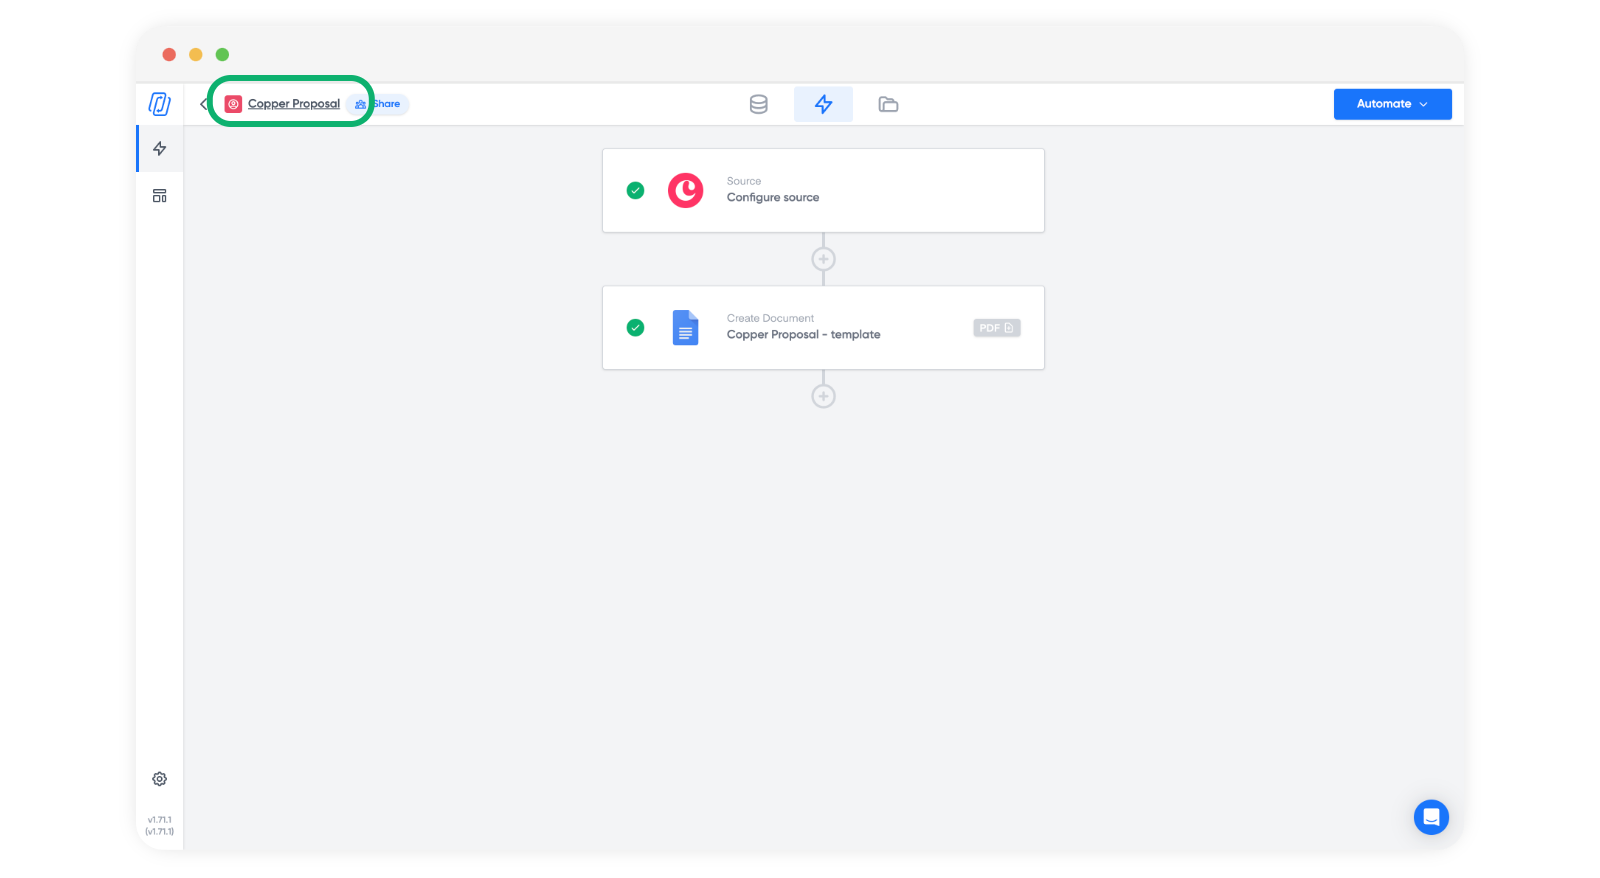 Copper Proposal
Share
Automate
Source
Configure source
Create Document
Copper Proposal - template
PDF
v1.71.1
(v1.71.1)